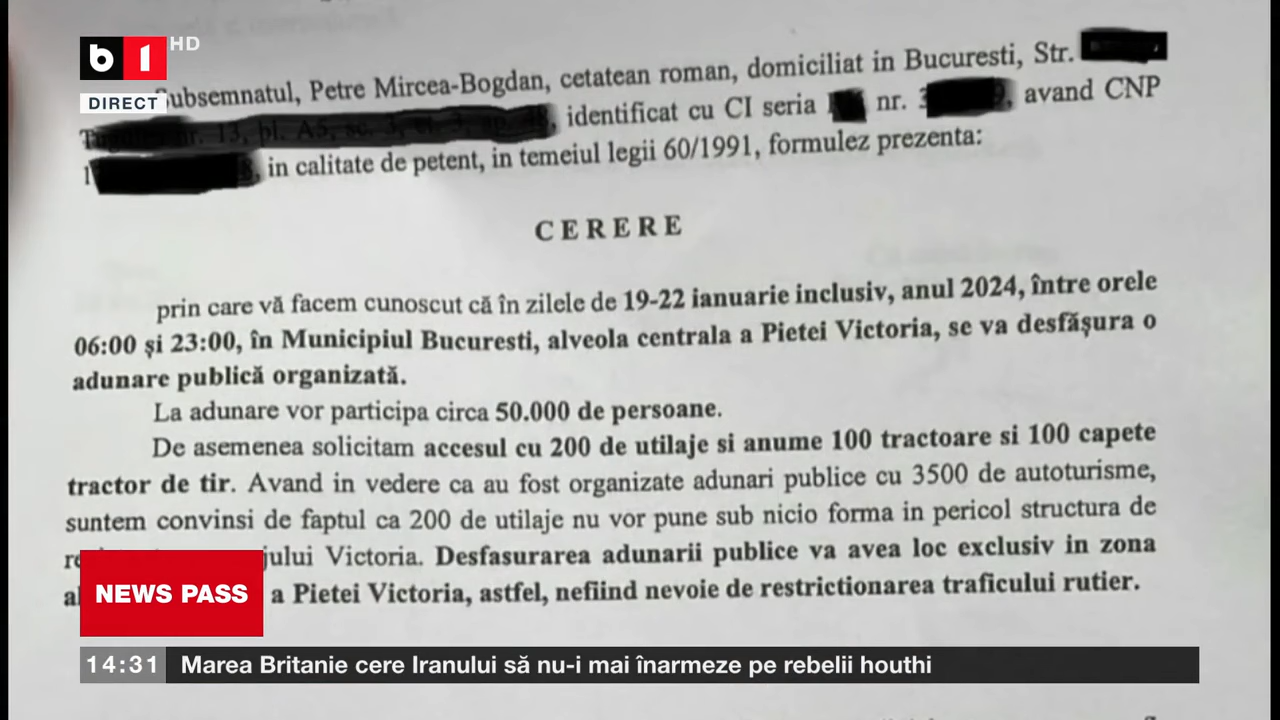 b1 HD
DIRECT
Subsemnatul, Petre Mircea-Bogdan, cetatean roman, domiciliat in Bucuresti, Str.
identificat cu CI seria nr. avand CNP
in calitate de petent, in temeiul legii 60/1991, formulez prezenta:
CERERE
prin care vă facem cunoscut că în zilele de 19-22 ianuarie inclusiv, anul 2024, între orele
06:00 și 23:00, în Municipiul Bucuresti, alveola centrala a Pietei Victoria, se va desfășura o
adunare publică organizată.
La adunare vor participa circa 50.000 de persoane.
De asemenea solicitam accesul cu 200 de utilaje si anume 100 tractoare si 100 capete
tractor de tir. Avand in vedere ca au fost organizate adunari publice cu 3500 de autoturisme,
suntem convinsi de faptul ca 200 de utilaje nu vor pune sub nicio forma in pericol structura de
Victoria. Desfasurarea adunarii publice va avea loc exclusiv in zona
a Pietei Victoria, astfel, nefiind nevoie de restrictionarea traficului rutier.
NEWS PASS
14:31 Marea Britanie cere Iranului să nu-i mai înarmeze pe rebelii houthi